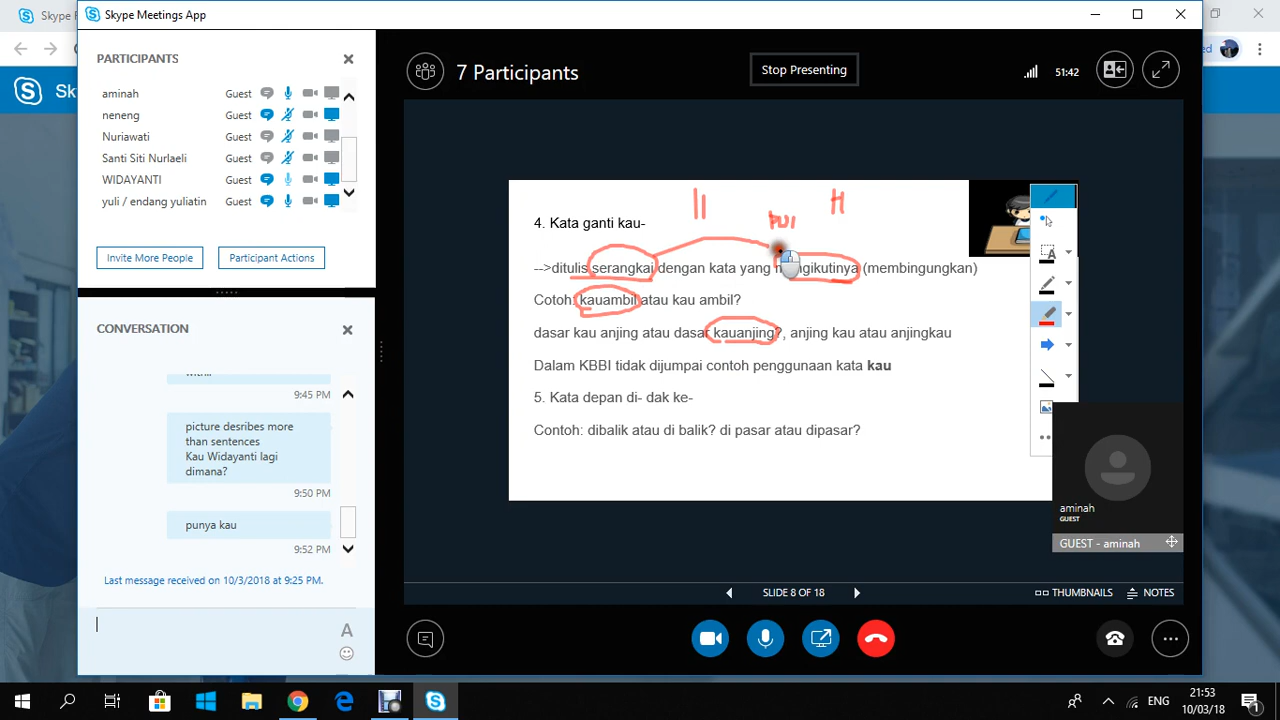 Skype
Skype Meetings App
PARTICIPANTS
aminah Guest
neneng Guest
Nuriawati Guest
Santi Siti Nurlaeli Guest
WIDAYANTI Guest
yuli / endang yuliatin Guest
Invite More People
Participant Actions
CONVERSATION
9:45 PM
picture desribes more
than sentences
Kau Widayanti lagi
dimana?
9:50 PM
punya kau
9:52 PM
Last message received on 10/3/2018 at 9:25 PM.
A
7 Participants
Stop Presenting
51:42
4. Kata ganti kau-
-->ditulis serangkai dengan kata yang mengikutinya (membingungkan)
Cotoh: kauambil atau kau ambil?
dasar kau anjing atau dasar kauanjing?, anjing kau atau anjingkau
Dalam KBBI tidak dijumpai contoh penggunaan kata kau
5. Kata depan di- dak ke-
Contoh: dibalik atau di balik? di pasar atau dipasar?
aminah
GUEST
GUEST - aminah
SLIDE 8 OF 18
THUMBNAILS
NOTES
ENG
21:53
10/03/18